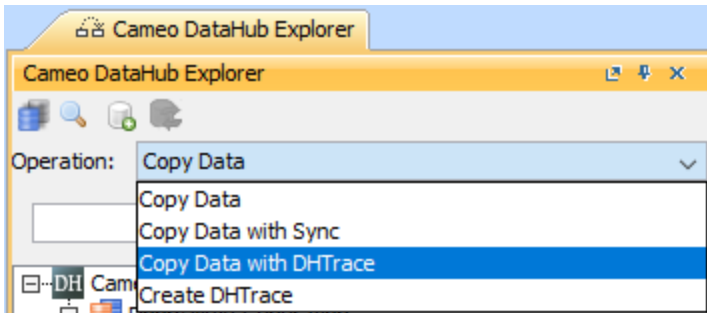 Cameo DataHub Explorer
Cameo DataHub Explorer
Operation: Copy Data
Copy Data
Copy Data with Sync
Copy Data with DHTrace
DH Came
Create DHTrace